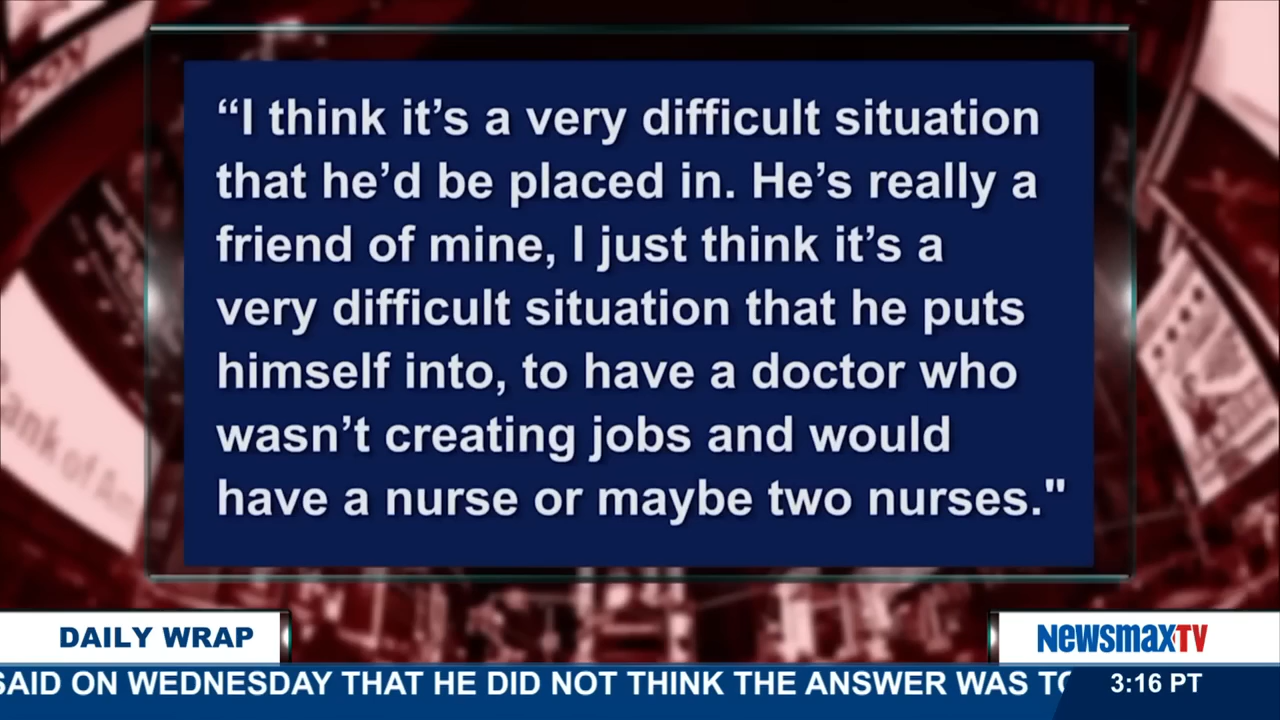 “I think it’s a very difficult situation
that he’d be placed in. He’s really a
friend of mine, I just think it’s a
very difficult situation that he puts
himself into, to have a doctor who
wasn’t creating jobs and would
have a nurse or maybe two nurses."
DAILY WRAP
NEWSMAXTV
SAID ON WEDNESDAY THAT HE DID NOT THINK THE ANSWER WAS TO
3:16 PT